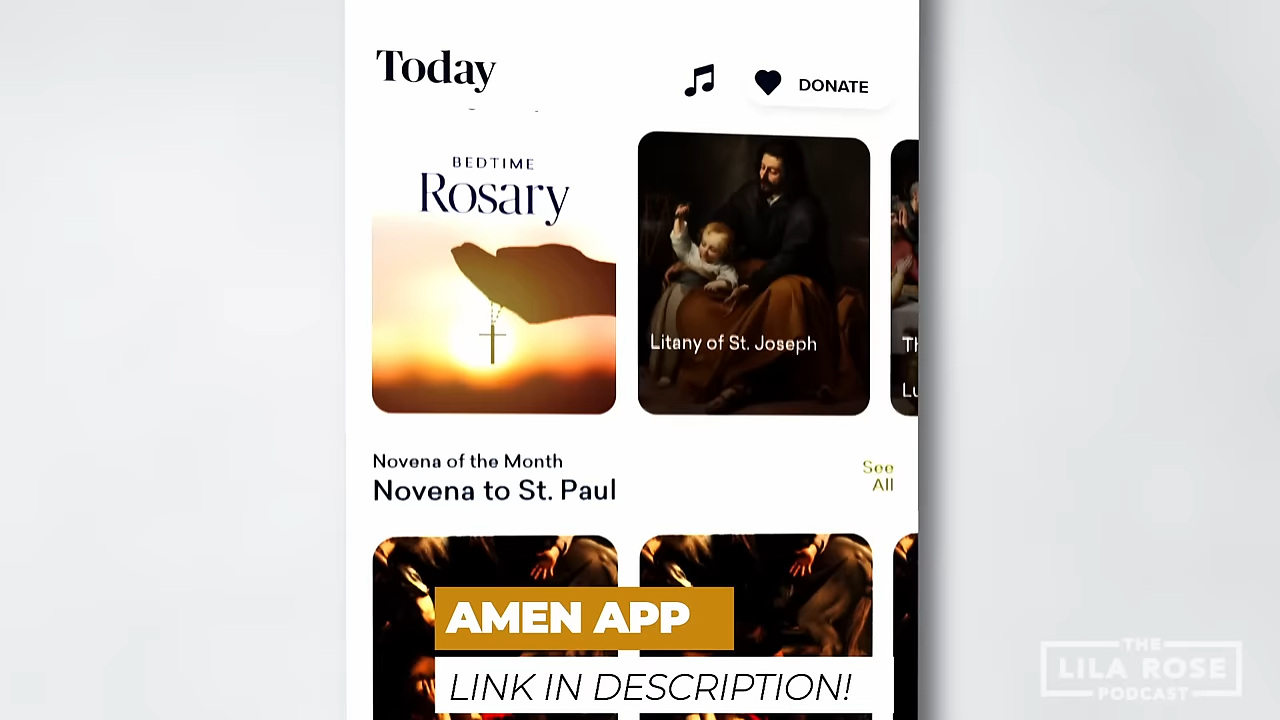 Today
DONATE
BEDTIME
Rosary
Litany of St. Joseph
Novena of the Month
Novena to St. Paul
See
All
AMEN APP
LINK IN DESCRIPTION!
THE
LILA ROSE
PODCAST